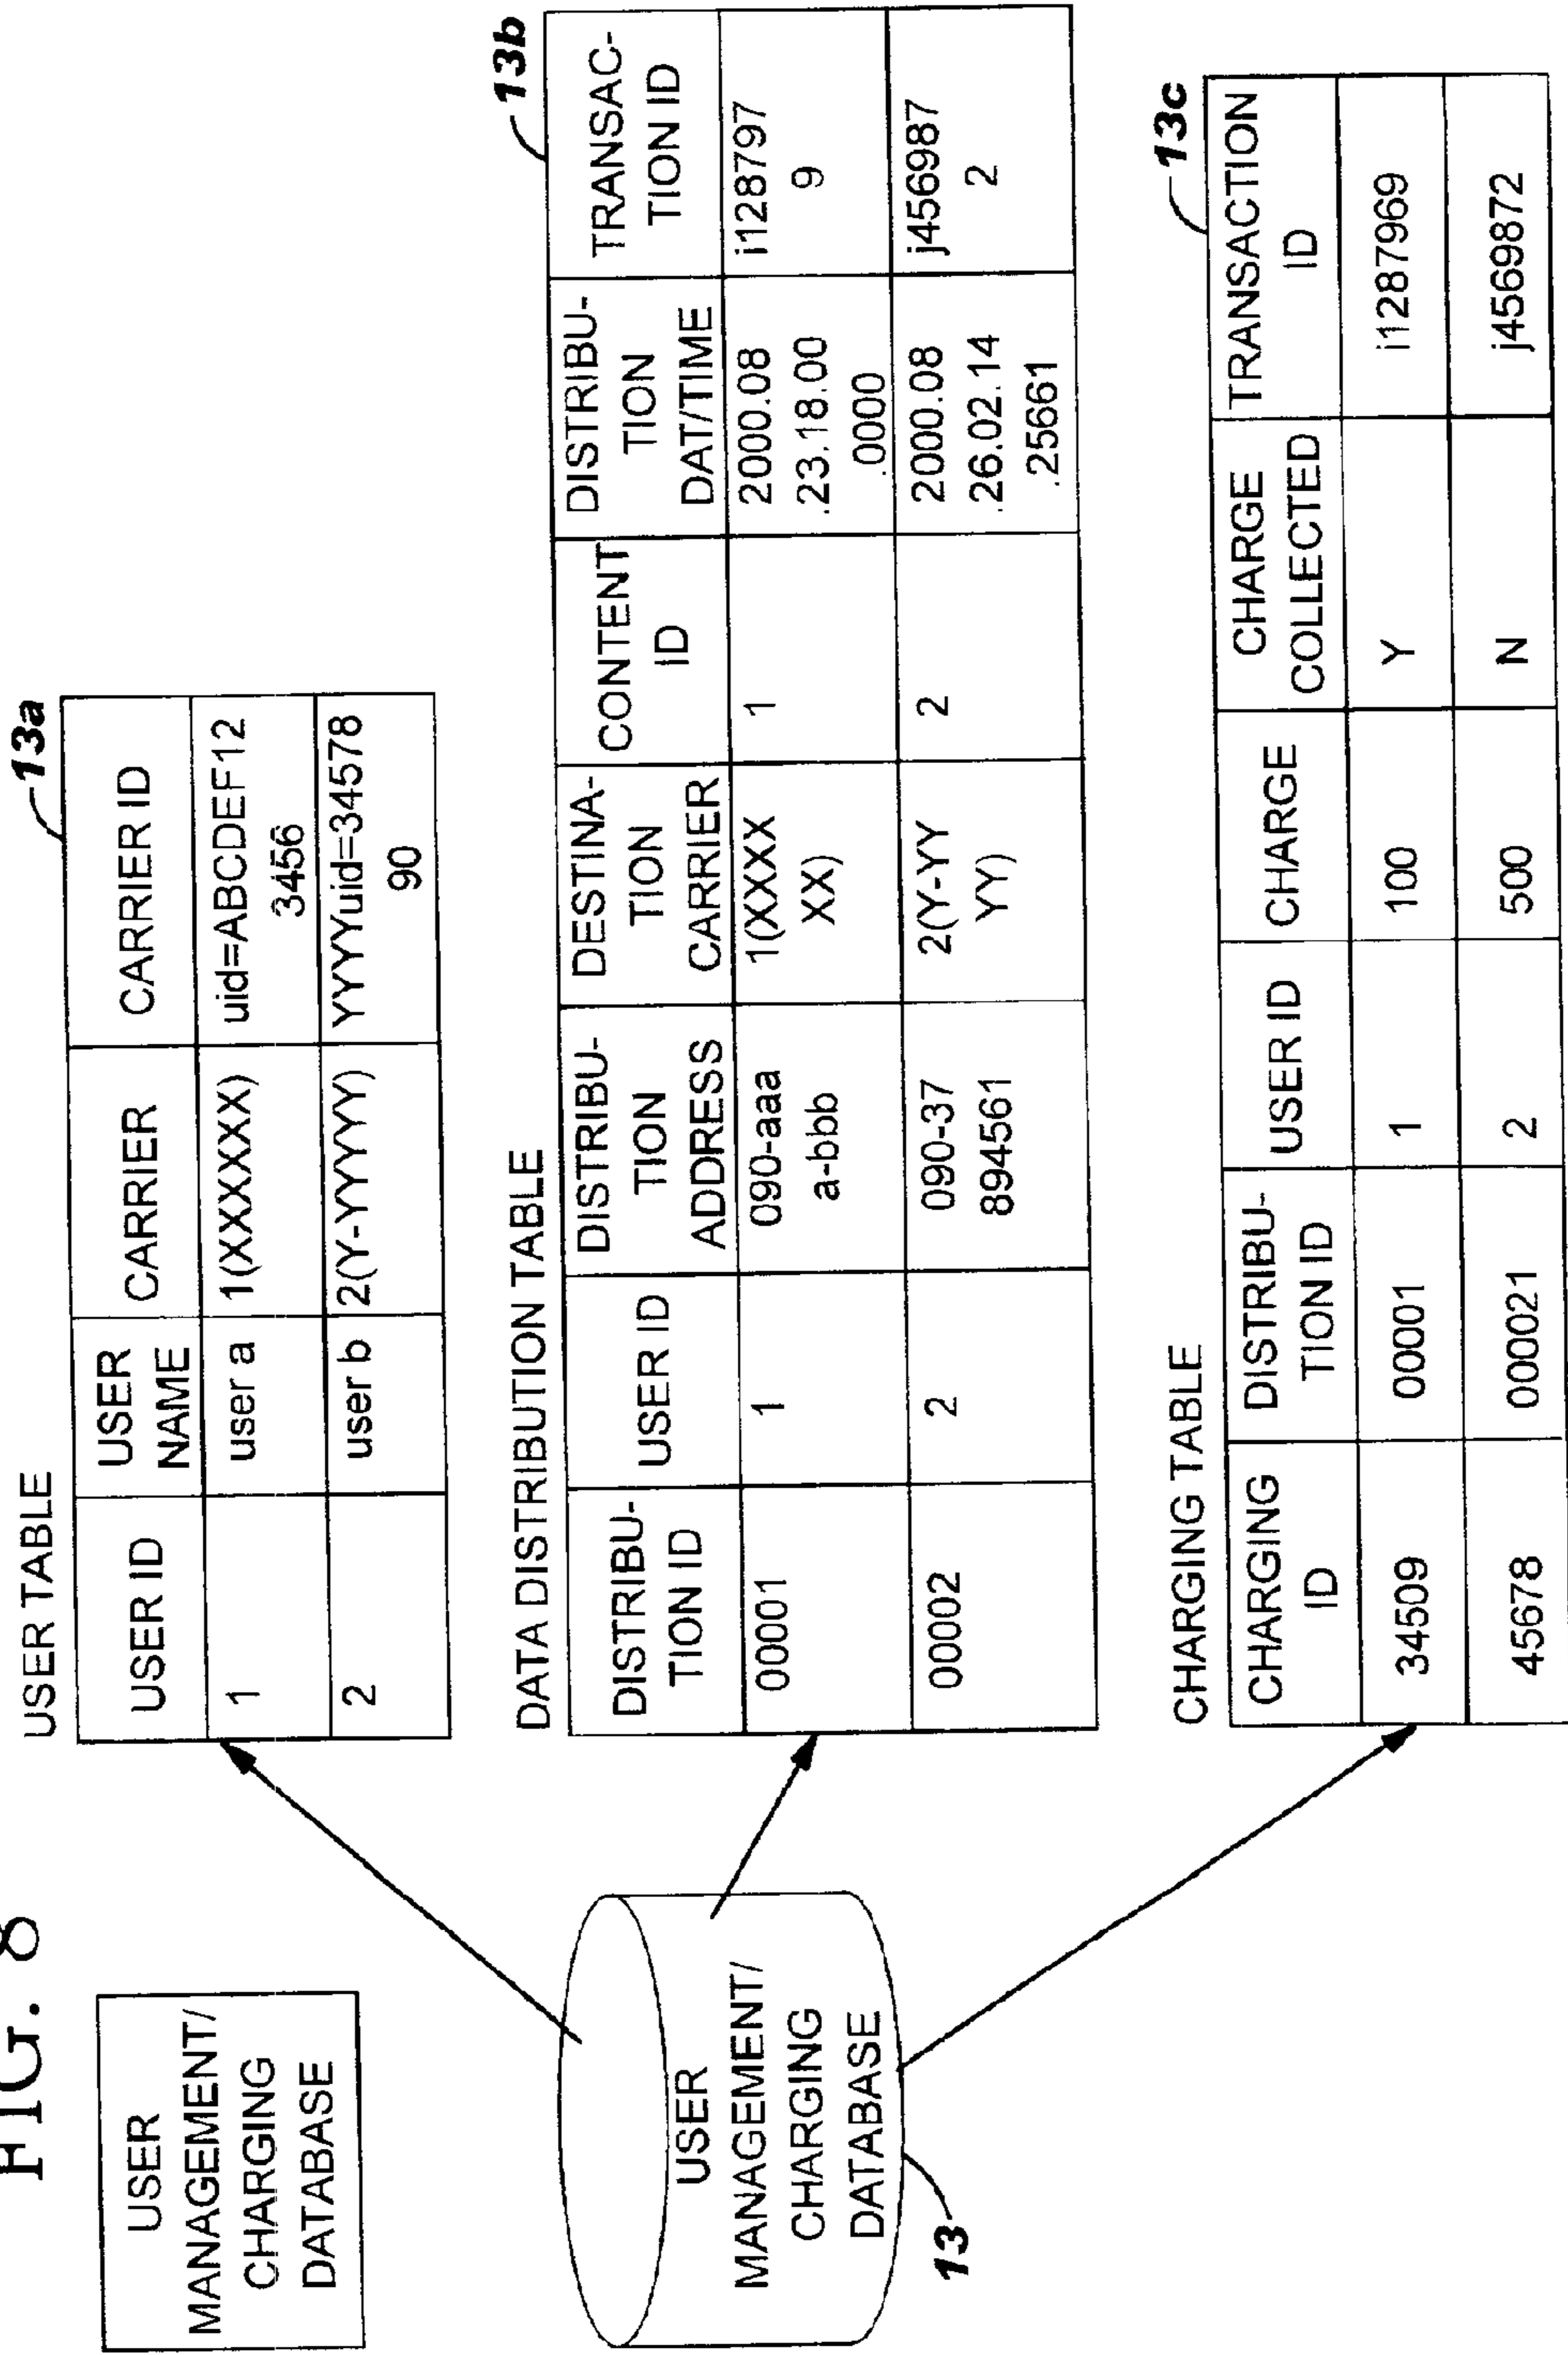 FIG. 8
USER
MANAGEMENT/
CHARGING
DATABASE
USER
MANAGEMENT/
CHARGING
DATABASE
13
USER TABLE
13a
USER ID
USER
NAME
CARRIER
CARRIER ID
1
user a
1(XXXXXX)
uid=ABCDEF12
3456
2
user b
2(Y-YYYY)
YYYYuid=34578
90
DATA DISTRIBUTION TABLE
13b
DISTRIBU-
TION ID
USER ID
DISTRIBU-
TION
ADDRESS
DESTINA-
TION
CARRIER
CONTENT
ID
DISTRIBU-
TION
DAT/TIME
TRANSAC-
TION ID
00001
1
090-aaa
a-bbb
1(XXXX
XX)
1
2000.08
.23.18.00
.0000
i128797
9
00002
2
090-37
894561
2(Y-YY
YY)
2
2000.08
.26.02.14
.25661
j456987
2
CHARGING TABLE
13c
CHARGING
ID
DISTRIBU-
TION ID
USER ID
CHARGE
CHARGE
COLLECTED
TRANSACTION
ID
34509
00001
1
100
Y
i1287969
45678
000021
2
500
N
j4569872